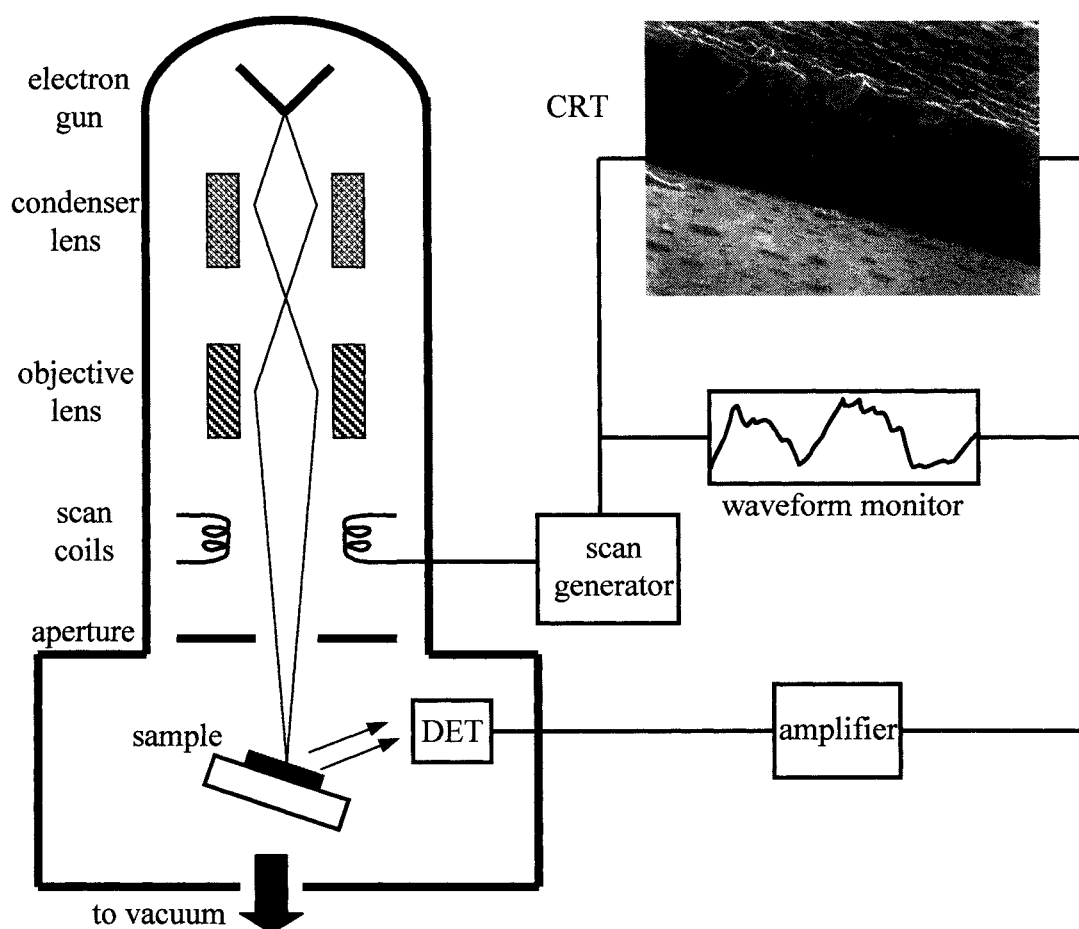 electron
gun
CRT
condenser
lens
objective
lens
waveform monitor
scan
coils
scan
generator
aperture
sample
DET
amplifier
to vacuum